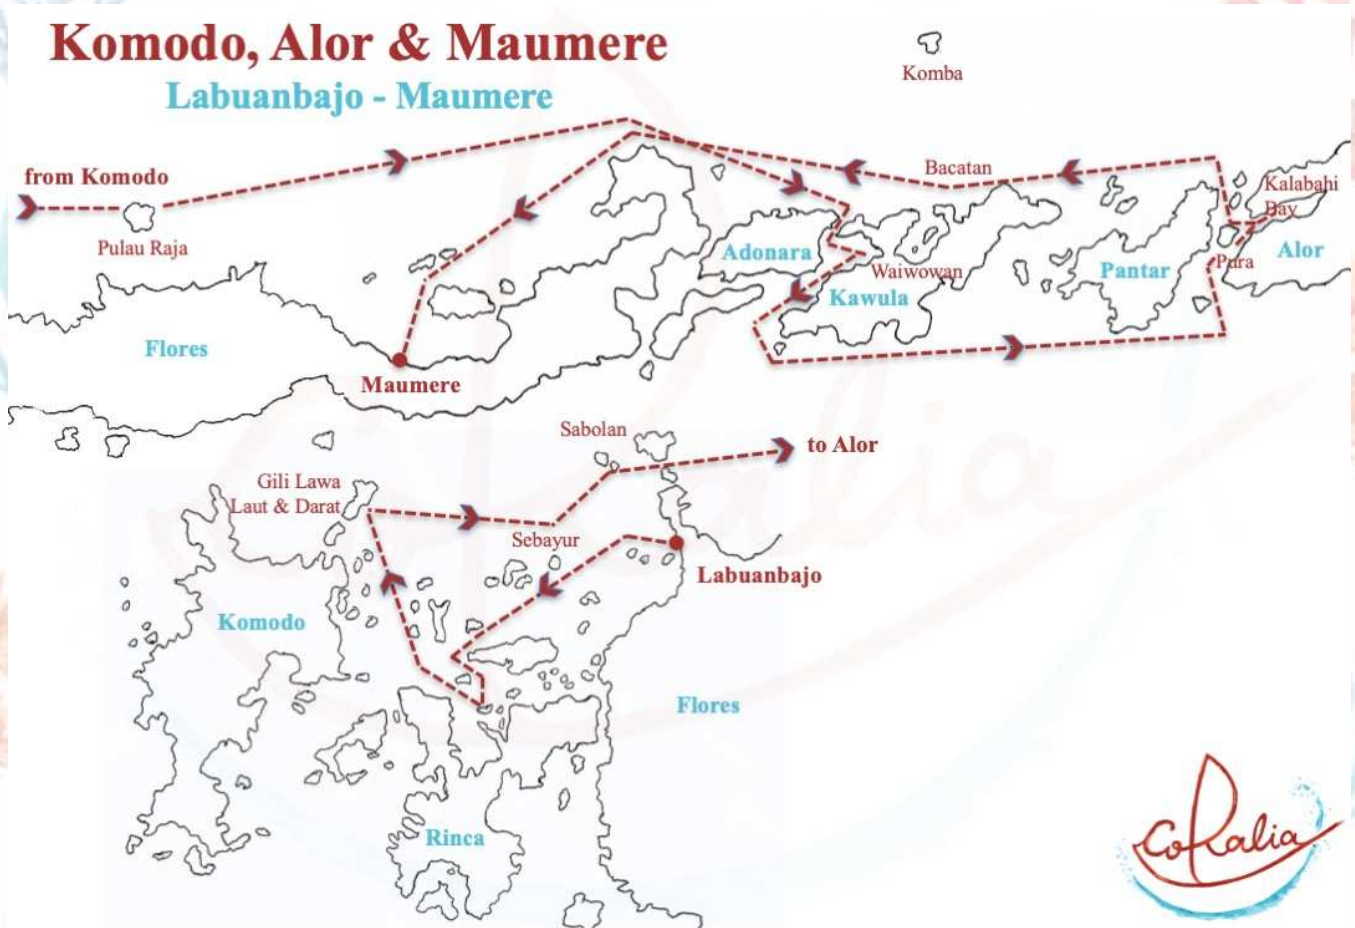 Komodo, Alor & Maumere
Labuanbajo - Maumere
Komba
from Komodo
Pulau Raja
Bacatan
Kalabahi
Bay
Adonara
Waiwowan
Kawula
Pantar
Pura
Alor
Flores
Maumere
Sabolan
to Alor
Gili Lawa
Laut & Darat
Sebayur
Labuanbajo
Komodo
Flores
Rinca
CoRalia
alia